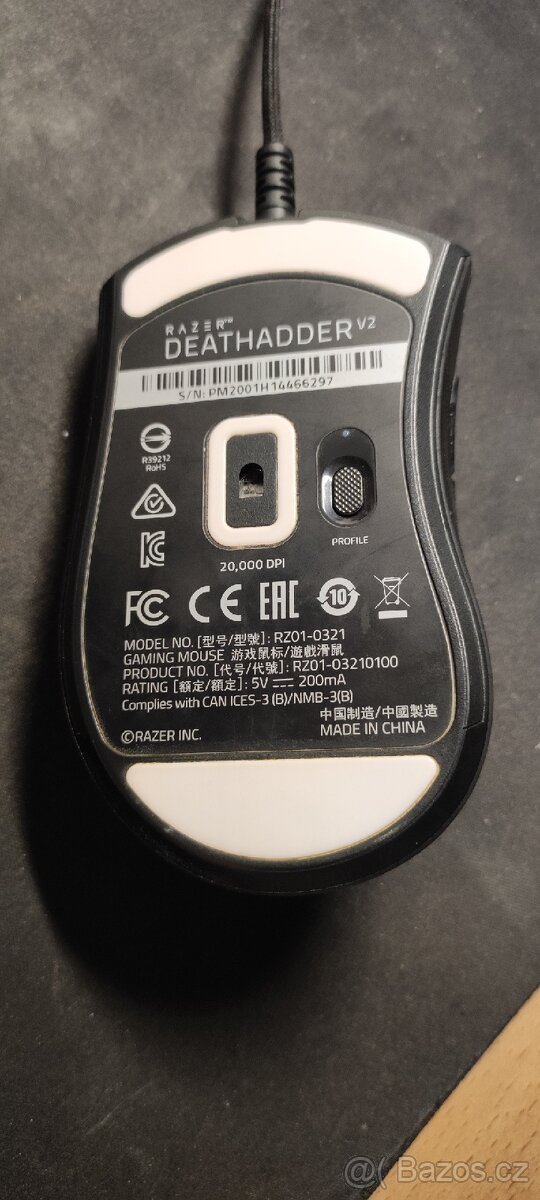 RAZER™
DEATHADDER V2
S/N: PM2001H14466297
R39212
RoHS
20,000 DPI
PROFILE
FC CE EAC 10
MODEL NO. [型号/型號]: RZ01-0321
GAMING MOUSE 游戏鼠标/遊戲滑鼠
PRODUCT NO. [代号/代號]: RZ01-03210100
RATING [额定/額定]: 5V⎓200mA
Complies with CAN ICES-3 (B)/NMB-3(B)
中国制造/中國製造
©RAZER INC.
MADE IN CHINA
@( Bazos.cz